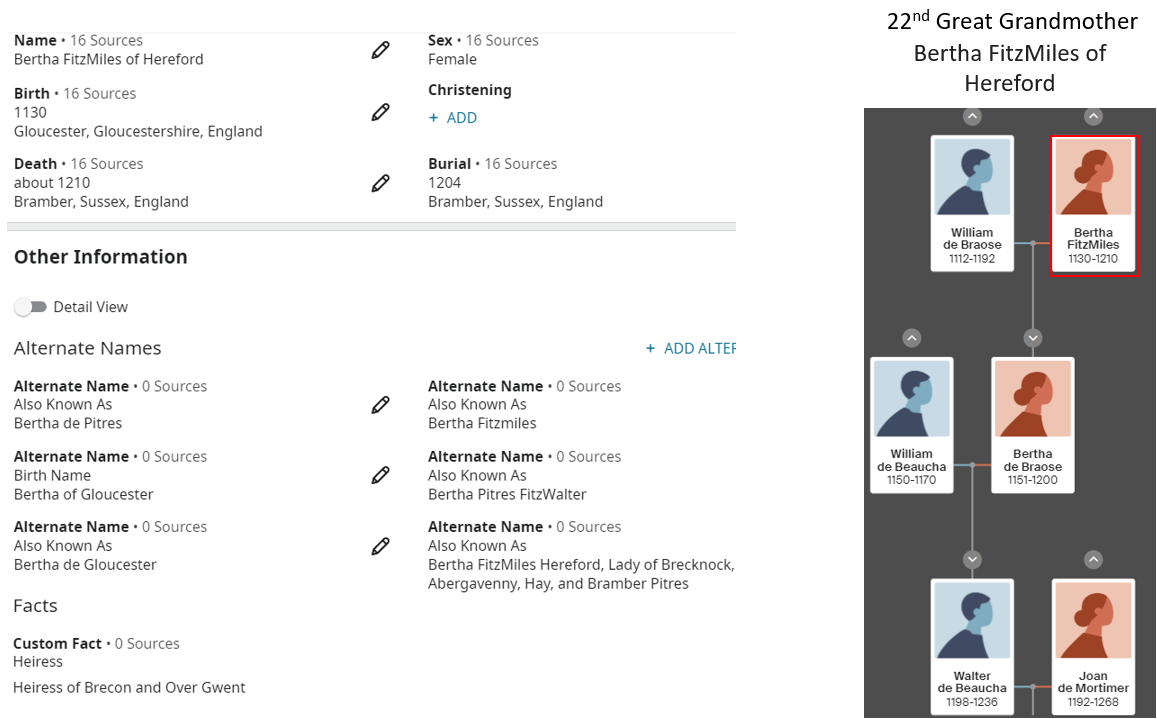 Name • 16 Sources
Bertha FitzMiles of Hereford
Sex • 16 Sources
Female
Birth • 16 Sources
1130
Gloucester, Gloucestershire, England
Christening
+ ADD
Death • 16 Sources
about 1210
Bramber, Sussex, England
Burial • 16 Sources
1204
Bramber, Sussex, England
Other Information
Detail View
Alternate Names
+ ADD ALTER
Alternate Name • 0 Sources
Also Known As
Bertha de Pitres
Alternate Name • 0 Sources
Also Known As
Bertha Fitzmiles
Alternate Name • 0 Sources
Birth Name
Bertha of Gloucester
Alternate Name • 0 Sources
Also Known As
Bertha Pitres FitzWalter
Alternate Name • 0 Sources
Also Known As
Bertha de Gloucester
Alternate Name • 0 Sources
Also Known As
Bertha FitzMiles Hereford, Lady of Brecknock,
Abergavenny, Hay, and Bramber Pitres
Facts
Custom Fact • 0 Sources
Heiress
Heiress of Brecon and Over Gwent
22nd Great Grandmother
Bertha FitzMiles of
Hereford
William
de Braose
1112-1192
Bertha
FitzMiles
1130-1210
William
de Beaucha
1150-1170
Bertha
de Braose
1151-1200
Walter
de Beaucha
1198-1236
Joan
de Mortimer
1192-1268